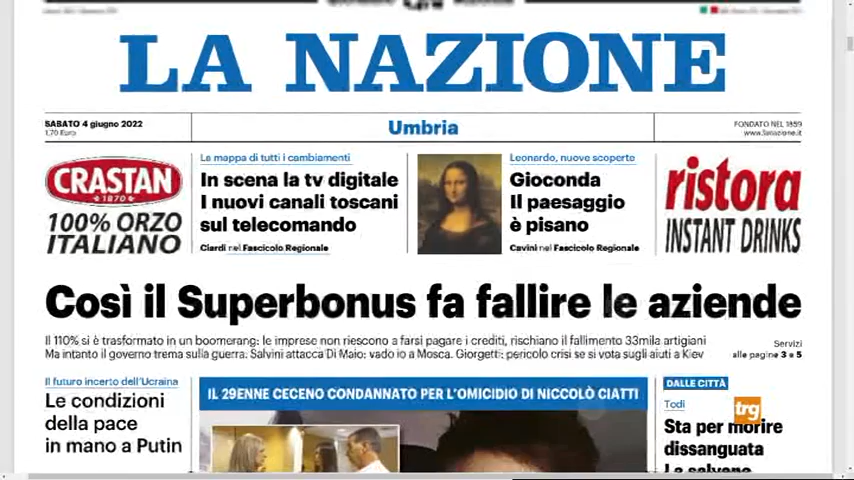 LA NAZIONE
SABATO 4 giugno 2022
1,70 Euro
Umbria
FONDATO NEL 1859
www.lanazione.it
CRASTAN
1870
100% ORZO
ITALIANO
La mappa di tutti i cambiamenti
In scena la tv digitale
I nuovi canali toscani
sul telecomando
Ciardi nel Fascicolo Regionale
Leonardo, nuove scoperte
Gioconda
Il paesaggio
è pisano
Cavini nel Fascicolo Regionale
ristora
INSTANT DRINKS
Così il Superbonus fa fallire le aziende
Il 110% si è trasformato in un boomerang: le imprese non riescono a farsi pagare i crediti, rischiano il fallimento 33mila artigiani
Ma intanto il governo trema sulla guerra. Salvini attacca Di Maio: vado io a Mosca. Giorgetti: pericolo crisi se si vota sugli aiuti a Kiev
Servizi
alle pagine 3 e 5
Il futuro incerto dell'Ucraina
Le condizioni
della pace
in mano a Putin
IL 29ENNE CECENO CONDANNATO PER L'OMICIDIO DI NICCOLÒ CIATTI
DALLE CITTÀ
Todi
trg
Sta per morire
dissanguata
La salvano